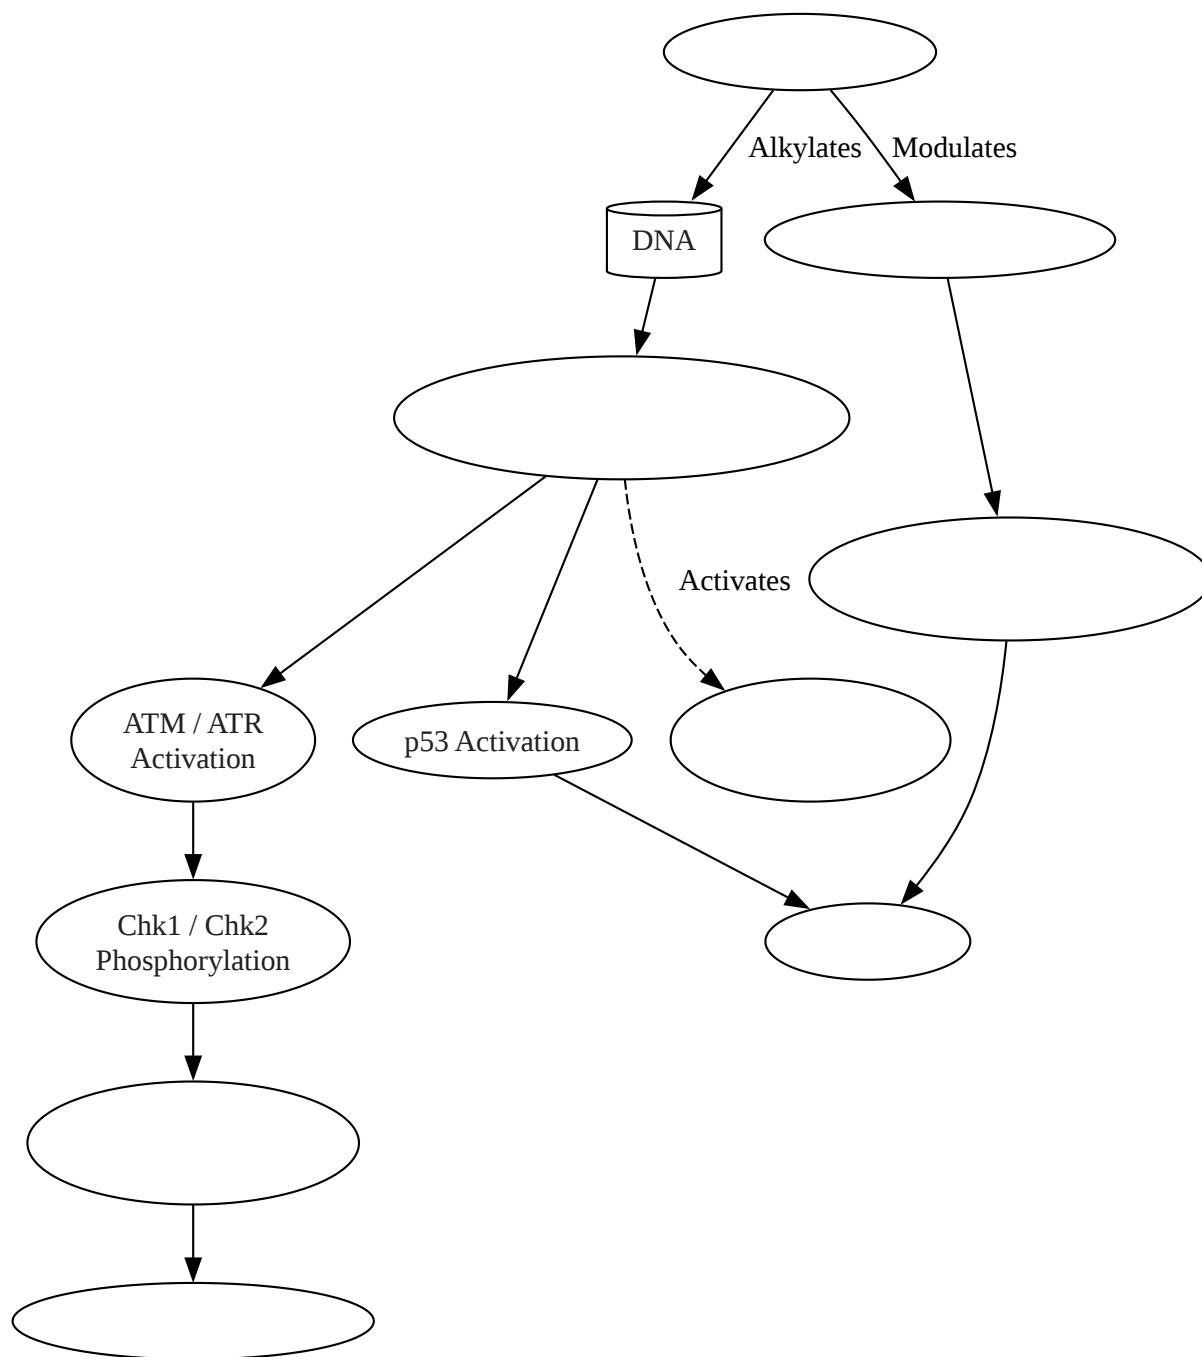 Alkylates
Modulates
DNA
Activates
ATM / ATR
Activation
p53 Activation
Chk1 / Chk2
Phosphorylation